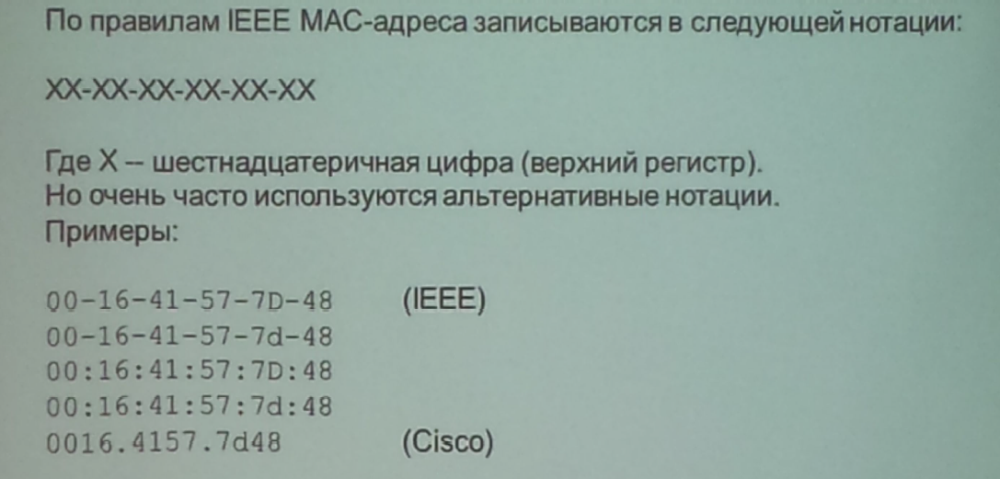 По правилам IEEE MAC-адреса записываются в следующей нотации:
XX-XX-XX-XX-XX-XX
Где X – шестнадцатеричная цифра (верхний регистр).
Но очень часто используются альтернативные нотации.
Примеры:
00-16-41-57-7D-48 (IEEE)
00-16-41-57-7d-48
00:16:41:57:7D:48
00:16:41:57:7d:48
0016.4157.7d48 (Cisco)